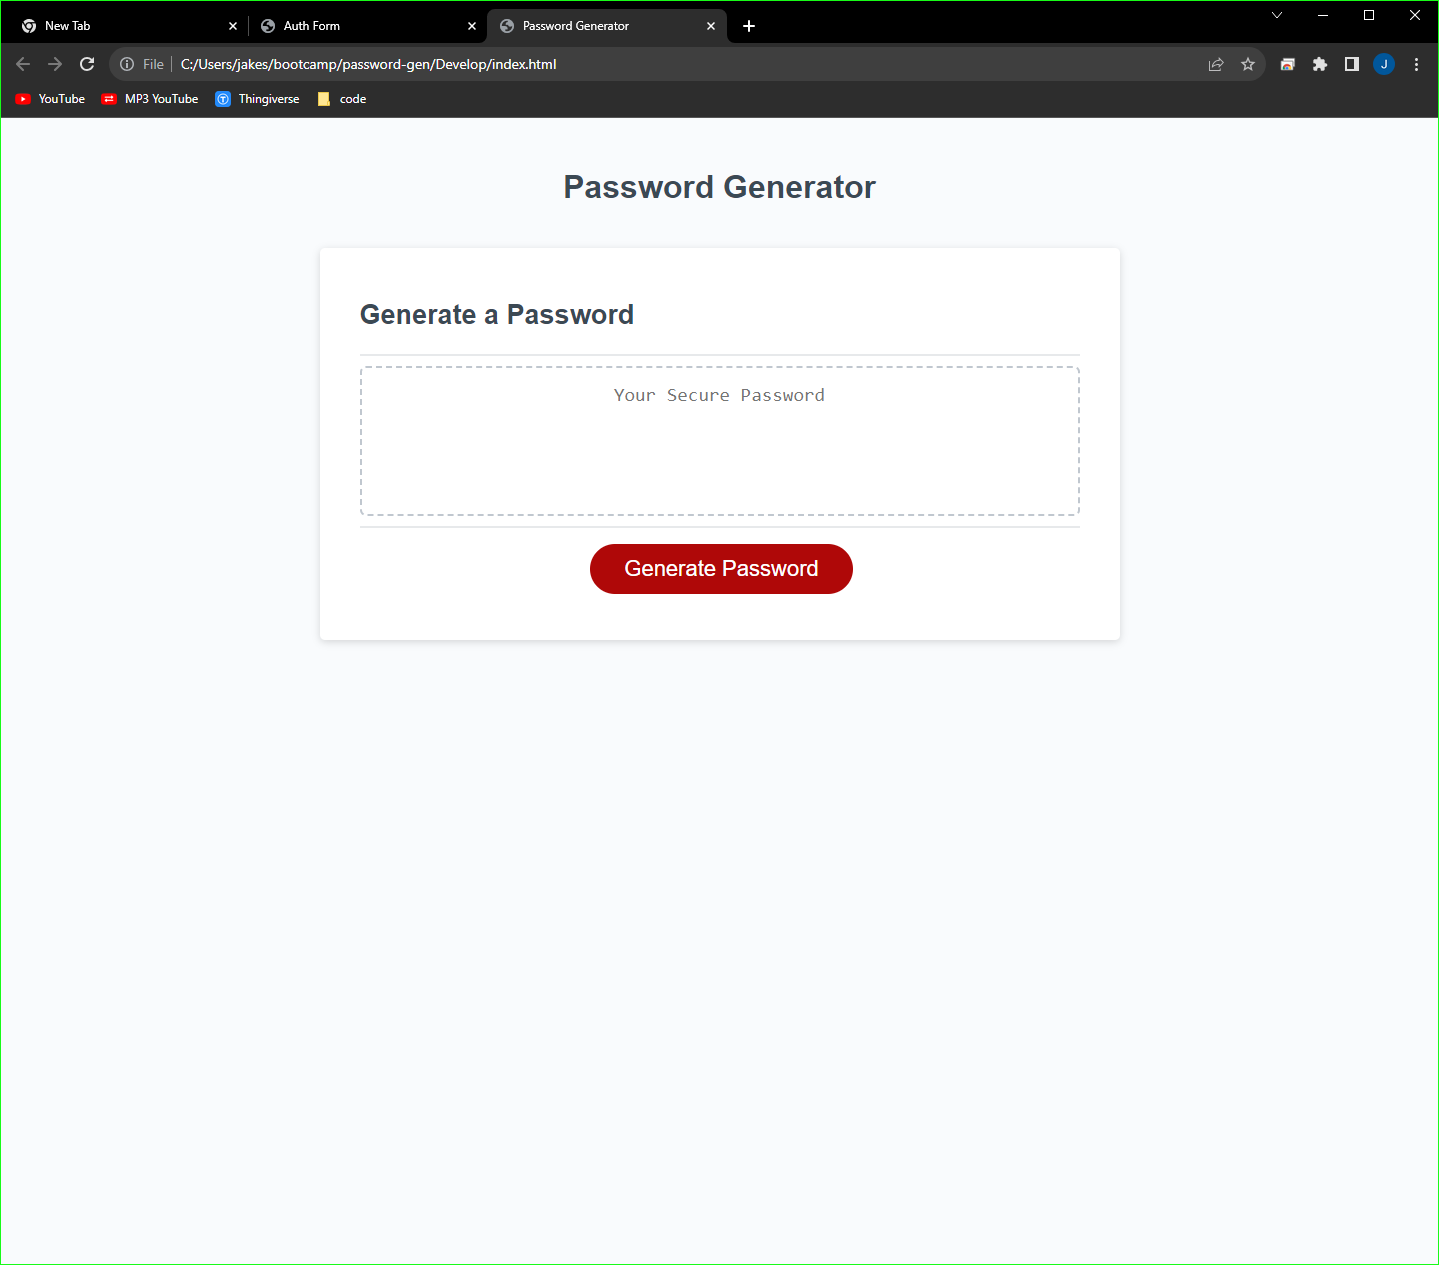 New Tab
Auth Form
Password Generator
File
C:/Users/jakes/bootcamp/password-gen/Develop/index.html
J
YouTube
MP3 YouTube
Thingiverse
code
Password Generator
Generate a Password
Your Secure Password
Generate Password